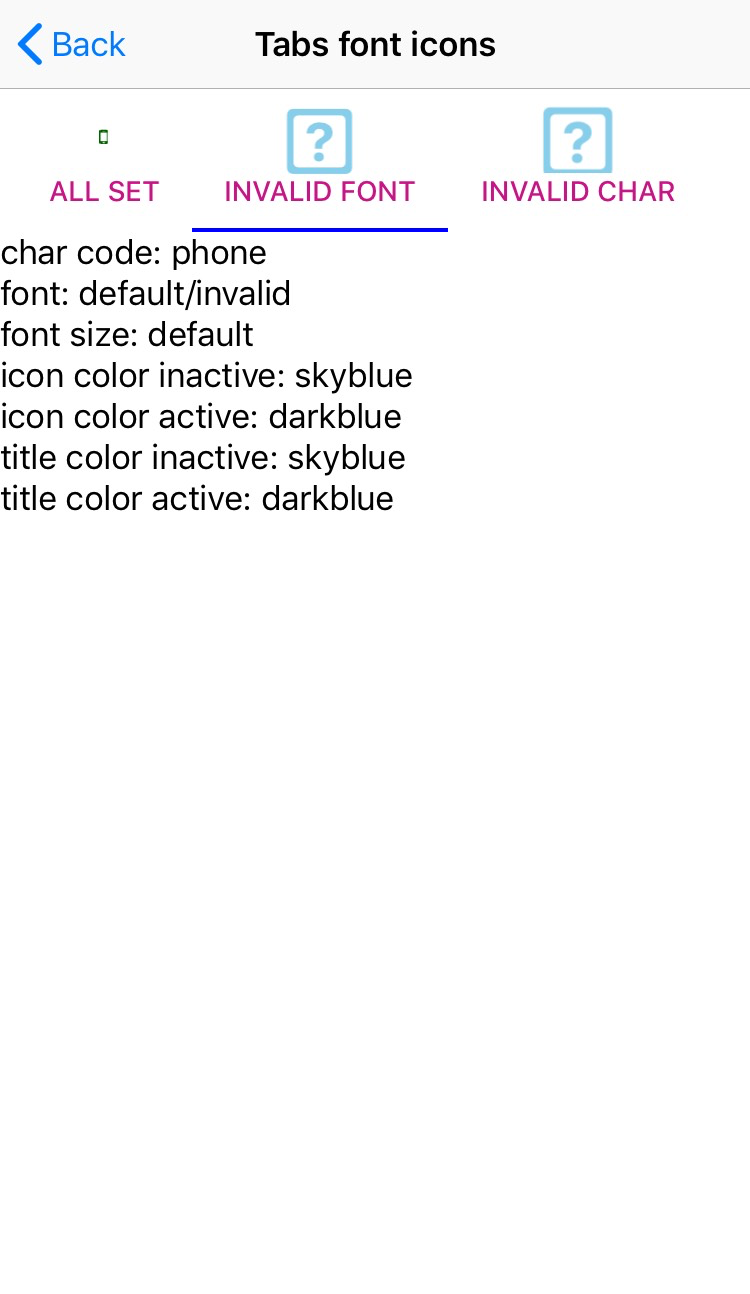 Back
Tabs font icons
ALL SET
INVALID FONT
INVALID CHAR
char code: phone
font: default/invalid
font size: default
icon color inactive: skyblue
icon color active: darkblue
title color inactive: skyblue
title color active: darkblue